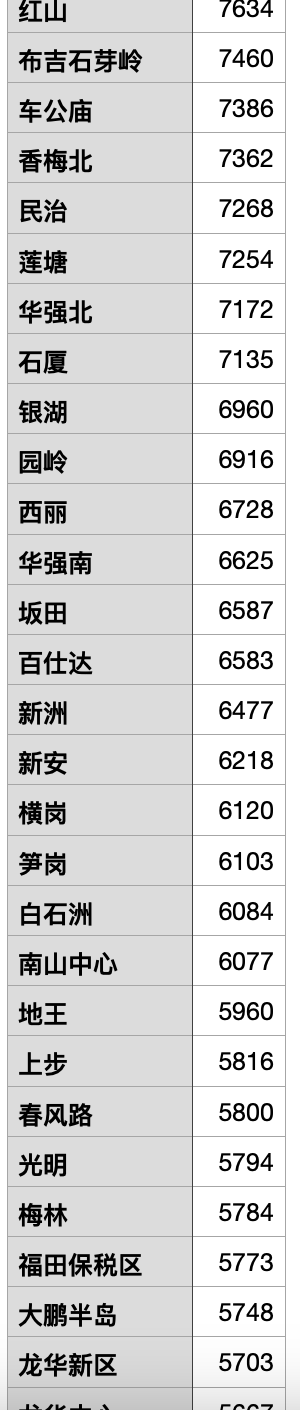 红山 7634
布吉石芽岭 7460
车公庙 7386
香梅北 7362
民治 7268
莲塘 7254
华强北 7172
石厦 7135
银湖 6960
园岭 6916
西丽 6728
华强南 6625
坂田 6587
百仕达 6583
新洲 6477
新安 6218
横岗 6120
笋岗 6103
白石洲 6084
南山中心 6077
地王 5960
上步 5816
春风路 5800
光明 5794
梅林 5784
福田保税区 5773
大鹏半岛 5748
龙华新区 5703